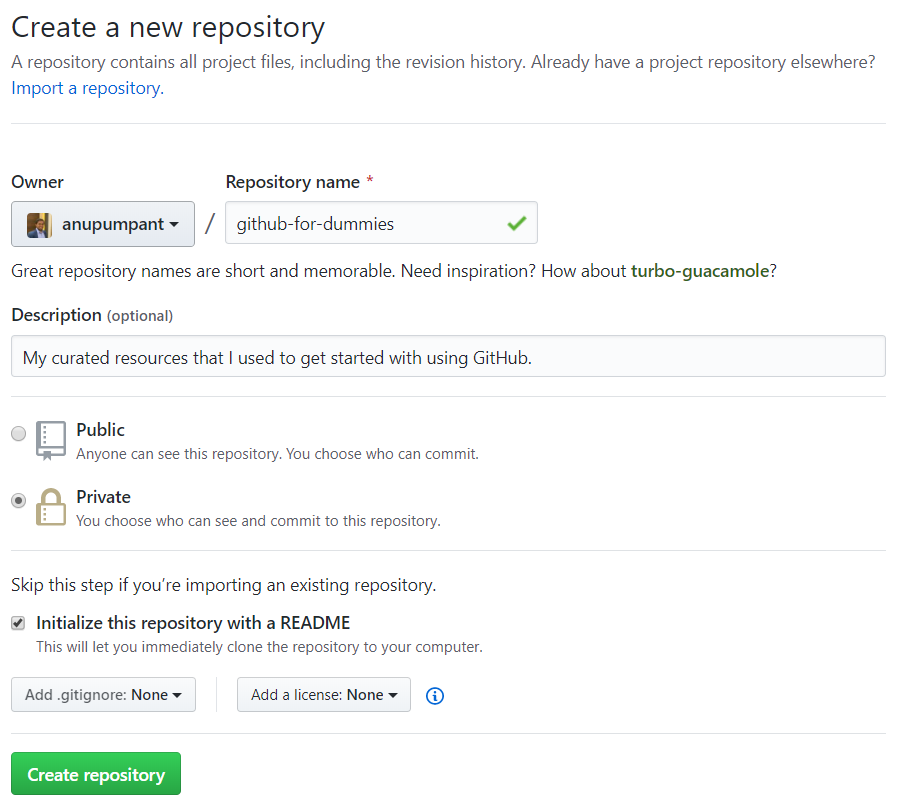 Create a new repository
A repository contains all project files, including the revision history. Already have a project repository elsewhere?
Import a repository.
Owner
Repository name *
anupumpant
/
github-for-dummies
Great repository names are short and memorable. Need inspiration? How about turbo-guacamole?
Description (optional)
My curated resources that I used to get started with using GitHub.
Public
Anyone can see this repository. You choose who can commit.
Private
You choose who can see and commit to this repository.
Skip this step if you’re importing an existing repository.
Initialize this repository with a README
This will let you immediately clone the repository to your computer.
Add .gitignore: None
Add a license: None
Create repository